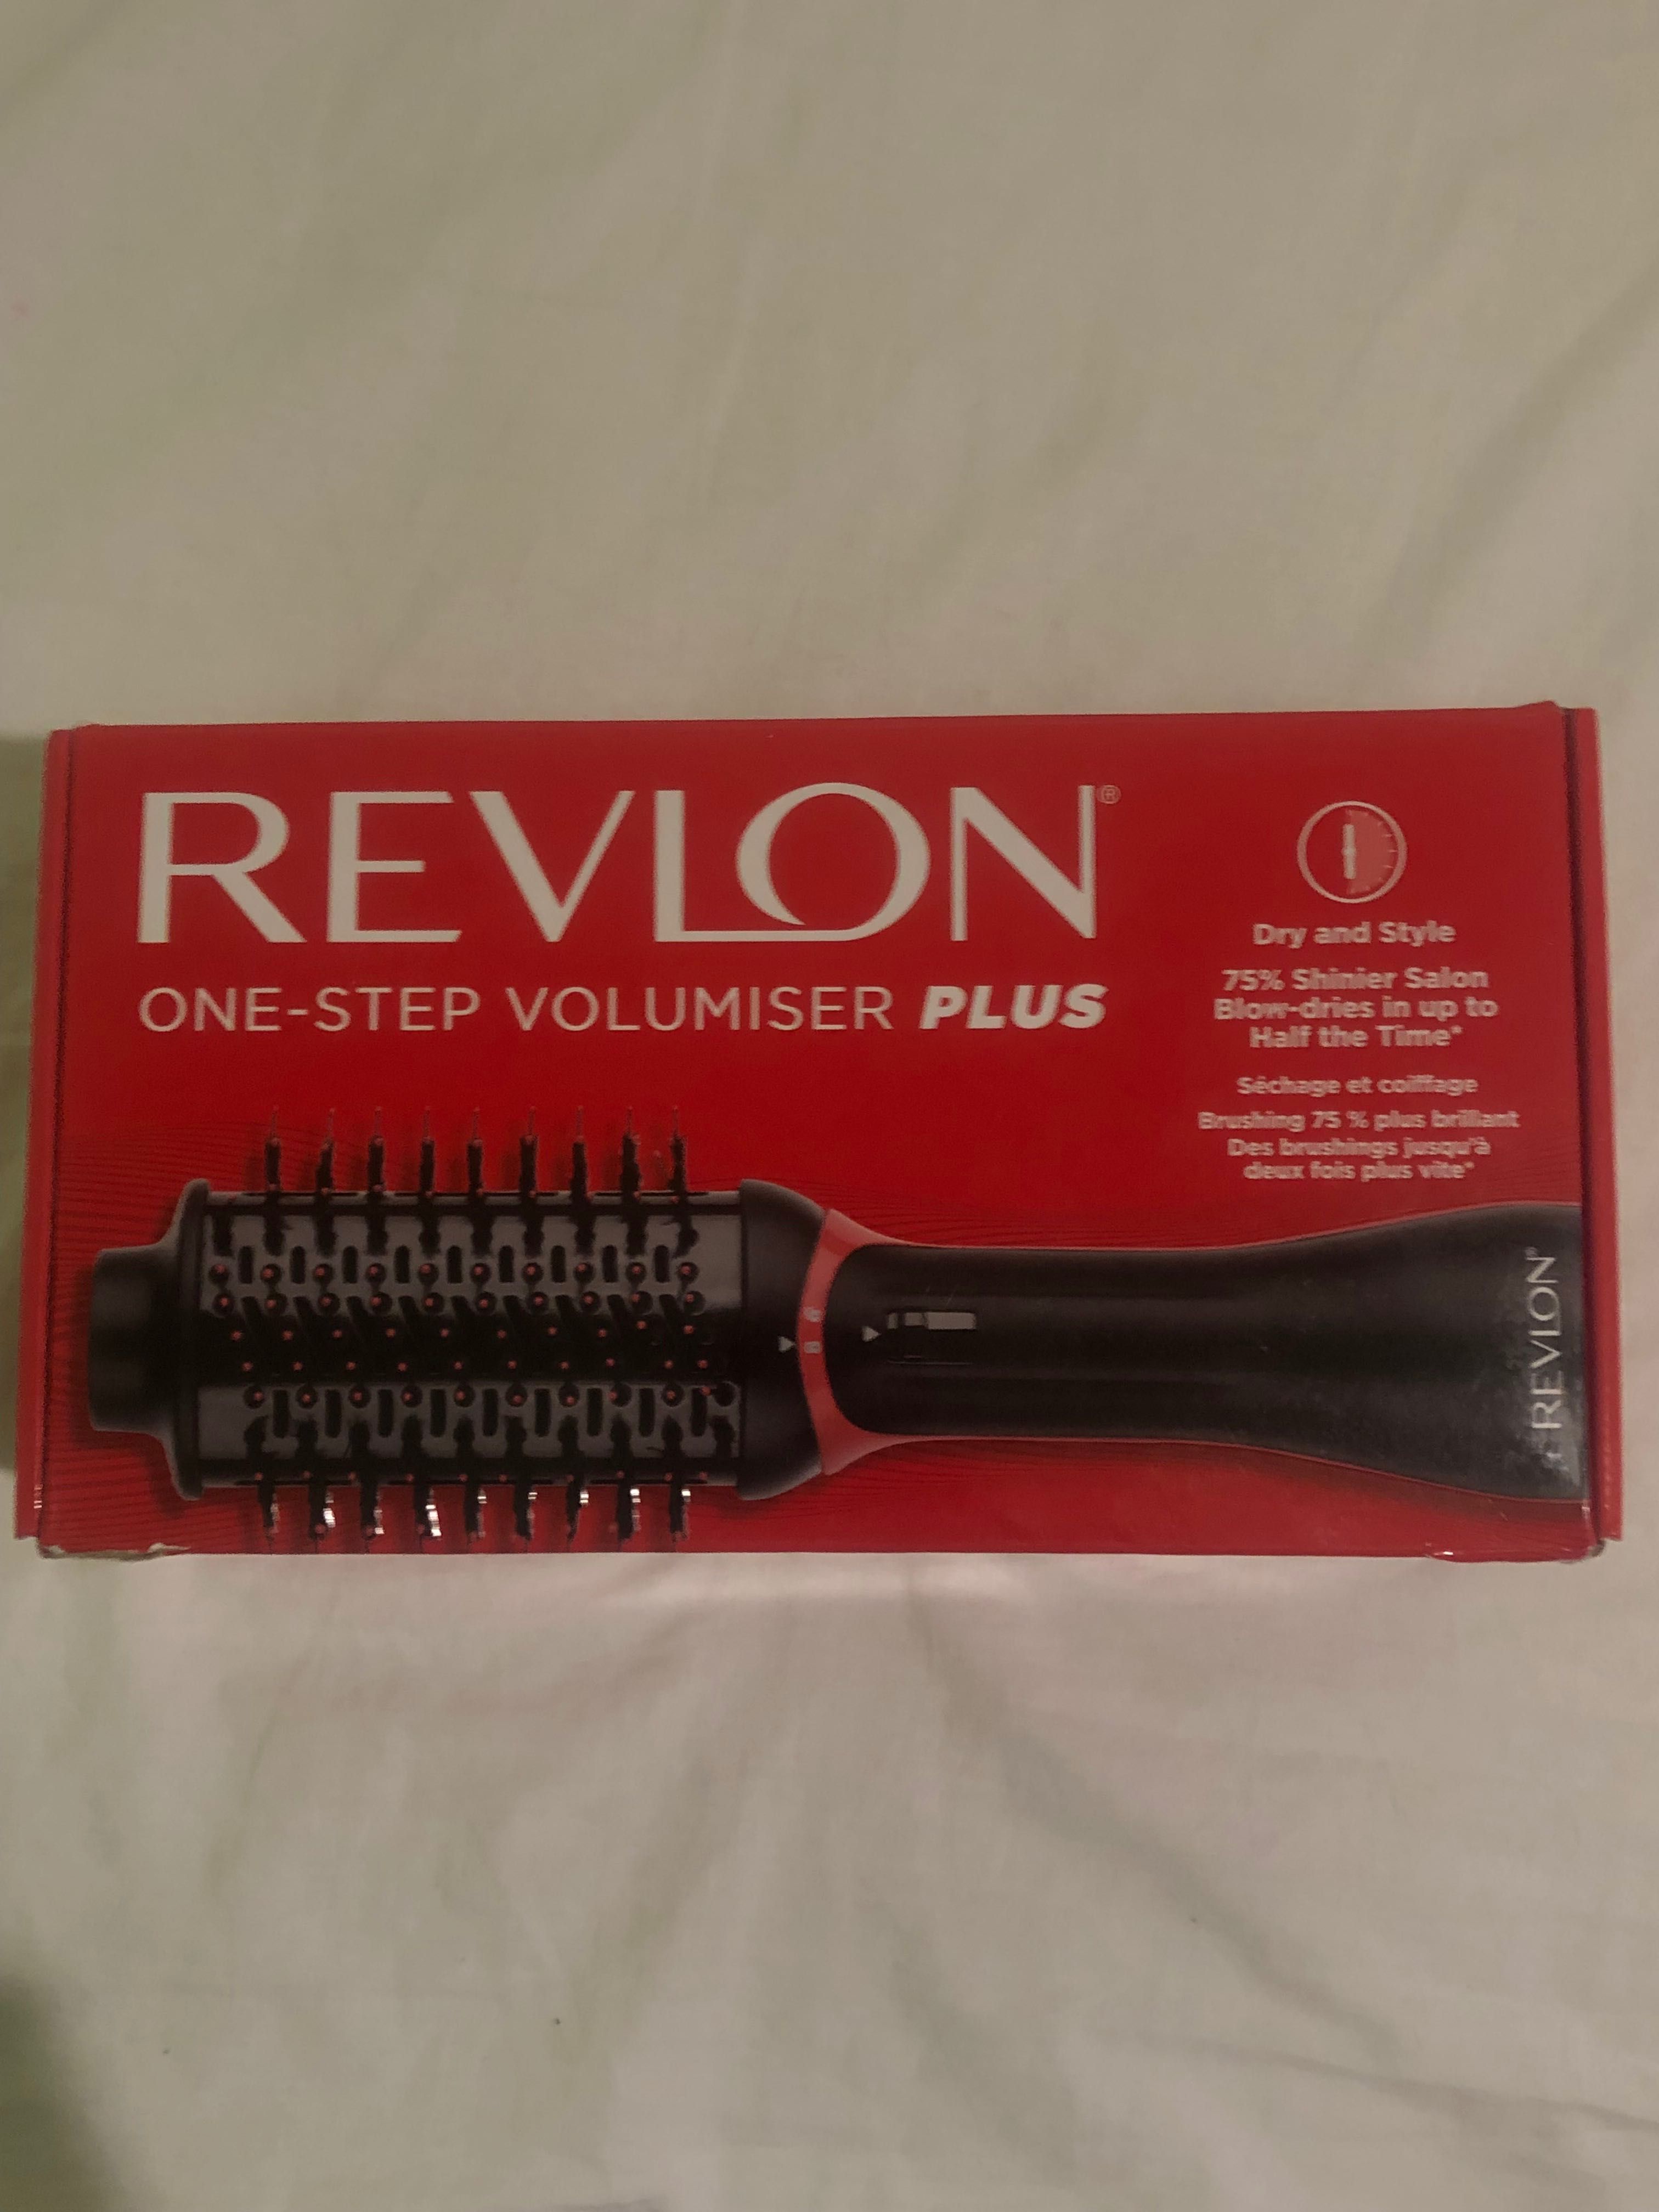 REVLON®
ONE-STEP VOLUMISER PLUS
Dry and Style
75% Shinier Salon
Blow-dries in up to
Half the Time*
Séchage et coiffage
Brushing 75 % plus brillant
Des brushings jusqu'à
deux fois plus vite*
REVLON®